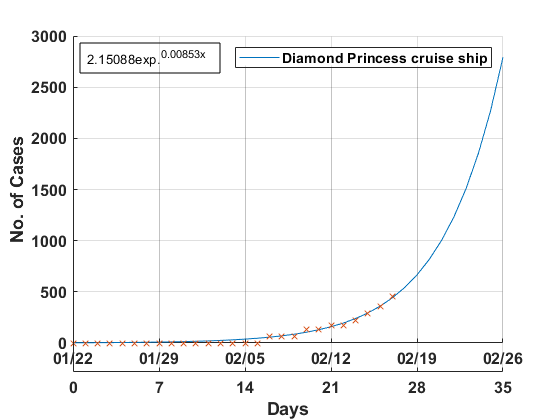 3000
2500
2000
1500
1000
500
0
No. of Cases
2.15088exp.^0.00853x
Diamond Princess cruise ship
01/22 01/29 02/05 02/12 02/19 02/26
0 7 14 21 28 35
Days